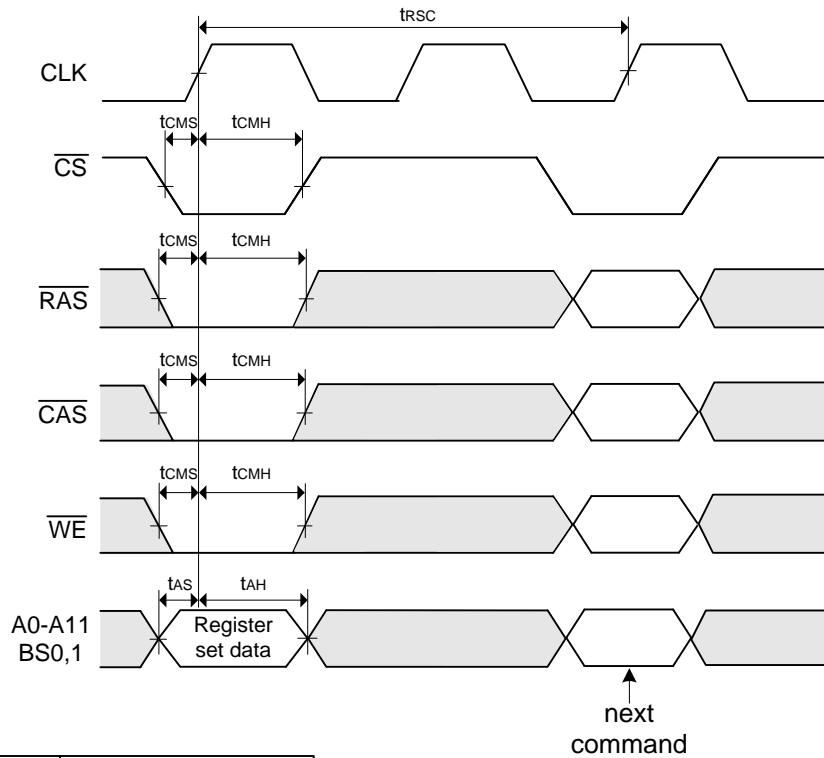 tRSC
CLK
tCMS tCMH
CS
tCMS tCMH
RAS
tCMS tCMH
CAS
tCMS tCMH
WE
tAS tAH
A0-A11
BS0,1
Register
set data
next
command